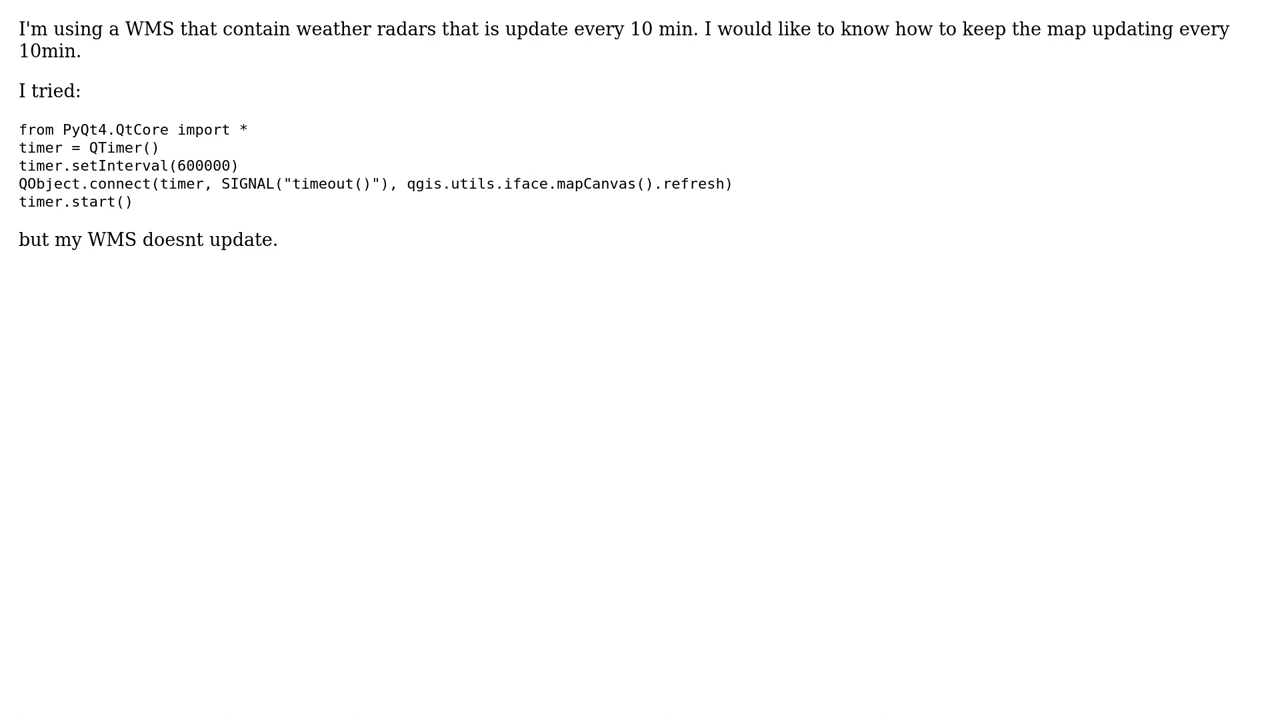 I'm using a WMS that contain weather radars that is update every 10 min. I would like to know how to keep the map updating every
10min.
I tried:
from PyQt4.QtCore import *
timer = QTimer()
timer.setInterval(600000)
QObject.connect(timer, SIGNAL("timeout()"), qgis.utils.iface.mapCanvas().refresh)
timer.start()
but my WMS doesnt update.